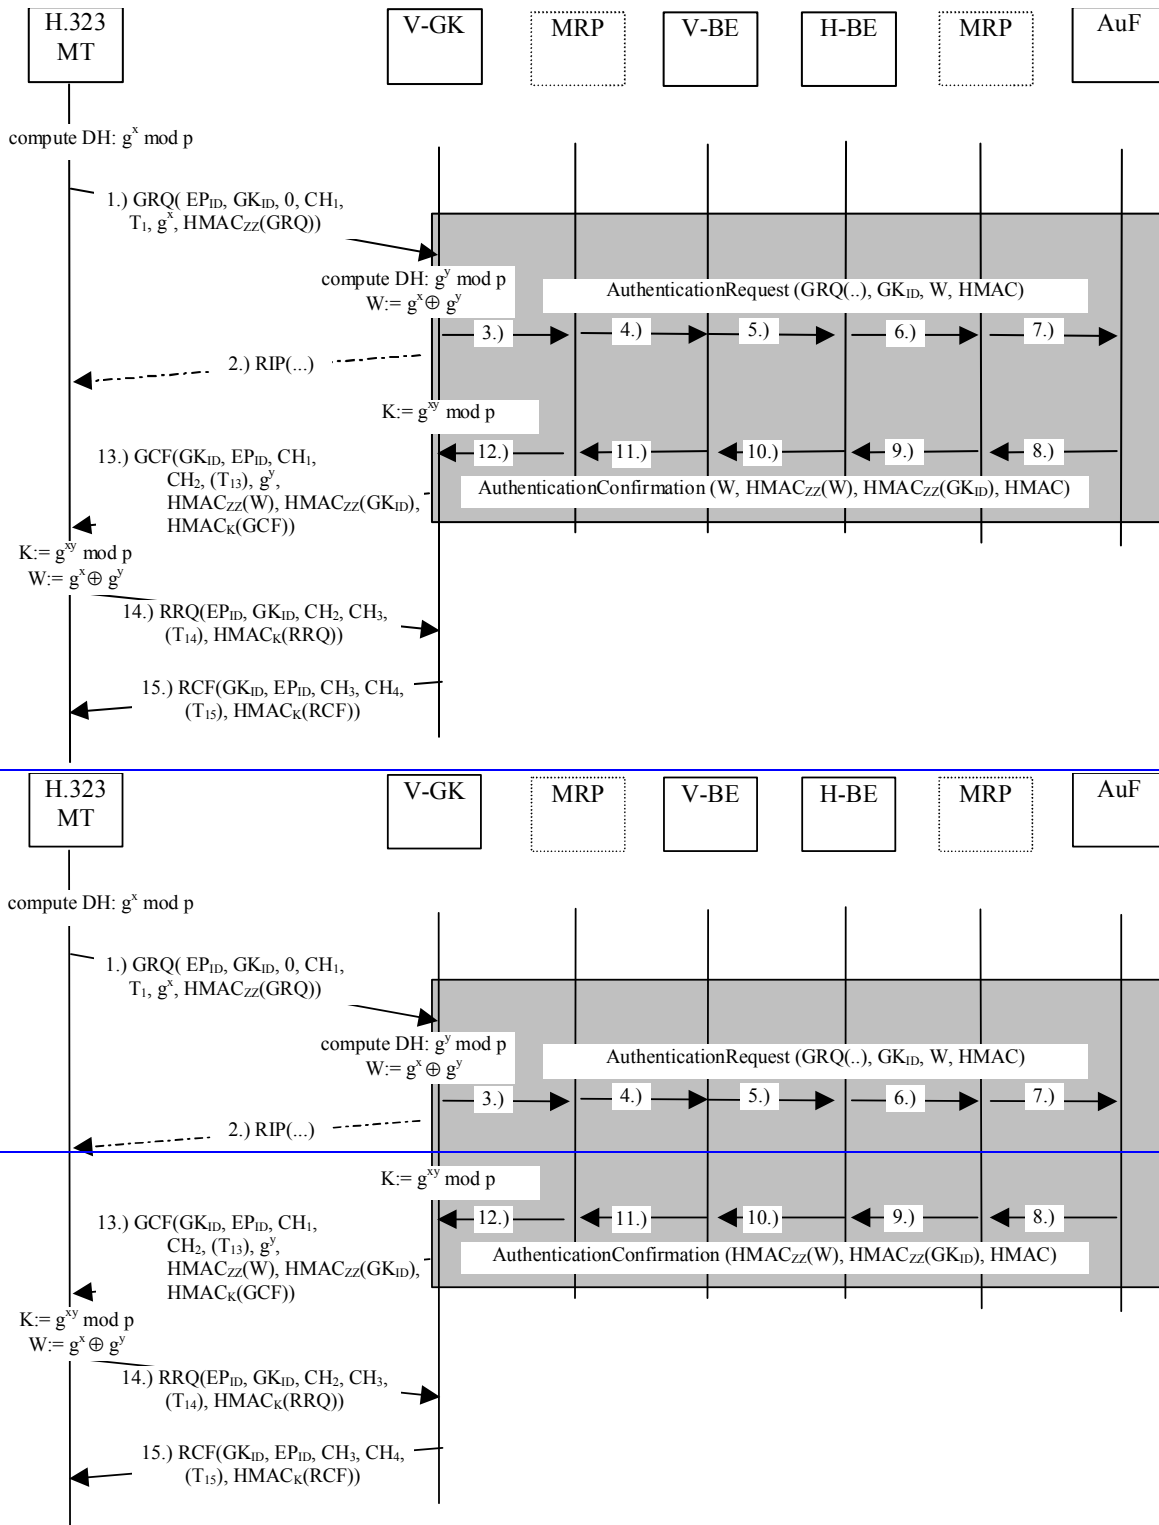 H.323
MT
V-GK
MRP
V-BE
H-BE
MRP
AuF
compute DH: g^x mod p
1.) GRQ( EP_ID, GK_ID, 0, CH_1,
T_1, g^x, HMAC_ZZ(GRQ))
compute DH: g^y mod p
W:= g^x ⊕ g^y
AuthenticationRequest (GRQ(..), GK_ID, W, HMAC)
3.)
4.)
5.)
6.)
7.)
2.) RIP(...)
K:= g^xy mod p
12.)
11.)
10.)
9.)
8.)
13.) GCF(GK_ID, EP_ID, CH_1,
CH_2, (T_13), g^y,
HMAC_ZZ(W), HMAC_ZZ(GK_ID),
HMAC_K(GCF))
AuthenticationConfirmation (W, HMAC_ZZ(W), HMAC_ZZ(GK_ID), HMAC)
K:= g^xy mod p
W:= g^x ⊕ g^y
14.) RRQ(EP_ID, GK_ID, CH_2, CH_3,
(T_14), HMAC_K(RRQ))
15.) RCF(GK_ID, EP_ID, CH_3, CH_4,
(T_15), HMAC_K(RCF))
H.323
MT
V-GK
MRP
V-BE
H-BE
MRP
AuF
compute DH: g^x mod p
1.) GRQ( EP_ID, GK_ID, 0, CH_1,
T_1, g^x, HMAC_ZZ(GRQ))
compute DH: g^y mod p
W:= g^x ⊕ g^y
AuthenticationRequest (GRQ(..), GK_ID, W, HMAC)
3.)
4.)
5.)
6.)
7.)
2.) RIP(...)
K:= g^xy mod p
12.)
11.)
10.)
9.)
8.)
13.) GCF(GK_ID, EP_ID, CH_1,
CH_2, (T_13), g^y,
HMAC_ZZ(W), HMAC_ZZ(GK_ID),
HMAC_K(GCF))
AuthenticationConfirmation (HMAC_ZZ(W), HMAC_ZZ(GK_ID), HMAC)
K:= g^xy mod p
W:= g^x ⊕ g^y
14.) RRQ(EP_ID, GK_ID, CH_2, CH_3,
(T_14), HMAC_K(RRQ))
15.) RCF(GK_ID, EP_ID, CH_3, CH_4,
(T_15), HMAC_K(RCF))